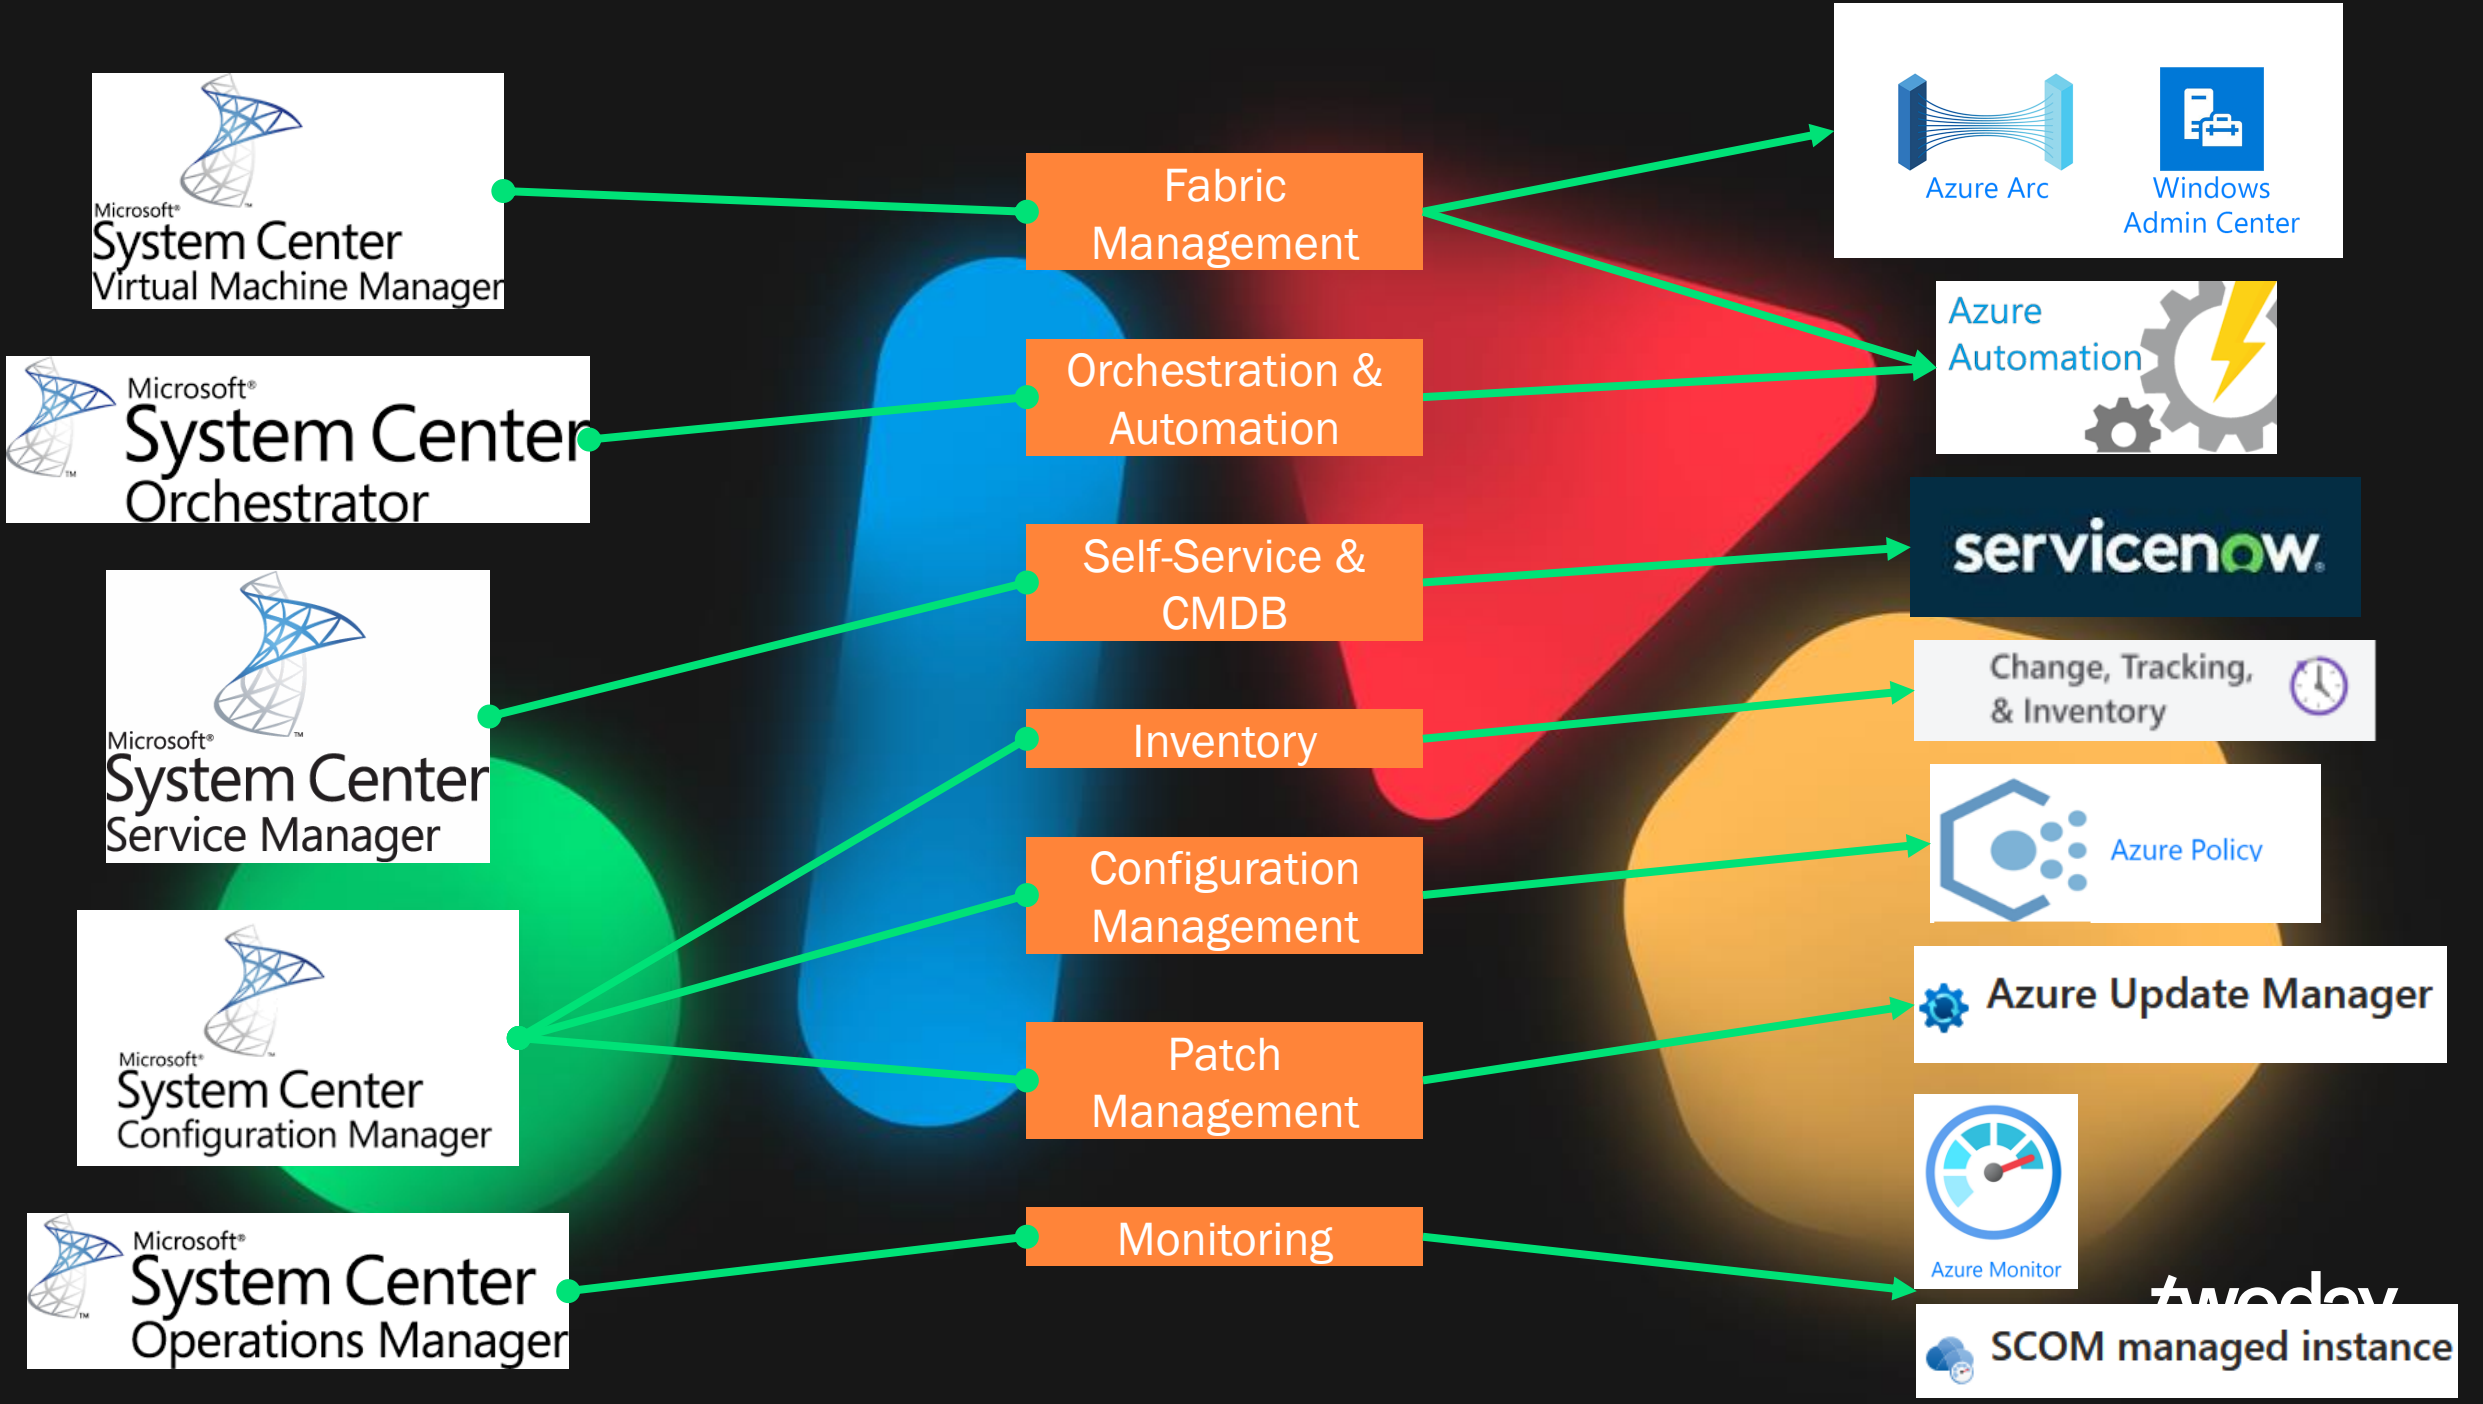 Microsoft®
System Center
Virtual Machine Manager
Microsoft®
System Center
Orchestrator
Microsoft®
System Center
Service Manager
Microsoft®
System Center
Configuration Manager
Microsoft®
System Center
Operations Manager
Fabric
Management
Orchestration &
Automation
Self-Service &
CMDB
Inventory
Configuration
Management
Patch
Management
Monitoring
Azure Arc
Windows
Admin Center
Azure
Automation
servicenow®
Change, Tracking,
& Inventory
Azure Policy
Azure Update Manager
Azure Monitor
twoday
SCOM managed instance